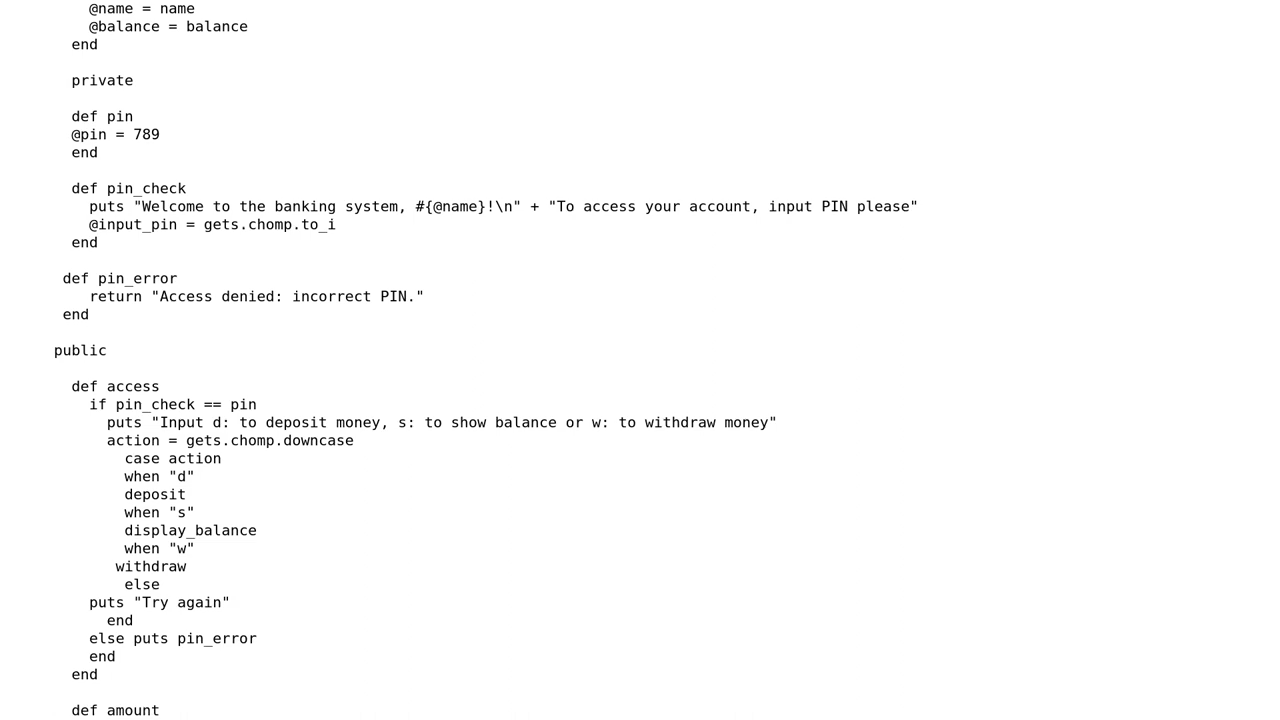 @name = name
@balance = balance
end
private
def pin
@pin = 789
end
def pin_check
puts "Welcome to the banking system, #{@name}!\n" + "To access your account, input PIN please"
@input_pin = gets.chomp.to_i
end
def pin_error
return "Access denied: incorrect PIN."
end
public
def access
if pin_check == pin
puts "Input d: to deposit money, s: to show balance or w: to withdraw money"
action = gets.chomp.downcase
case action
when "d"
deposit
when "s"
display_balance
when "w"
withdraw
else
puts "Try again"
end
else puts pin_error
end
end
def amount